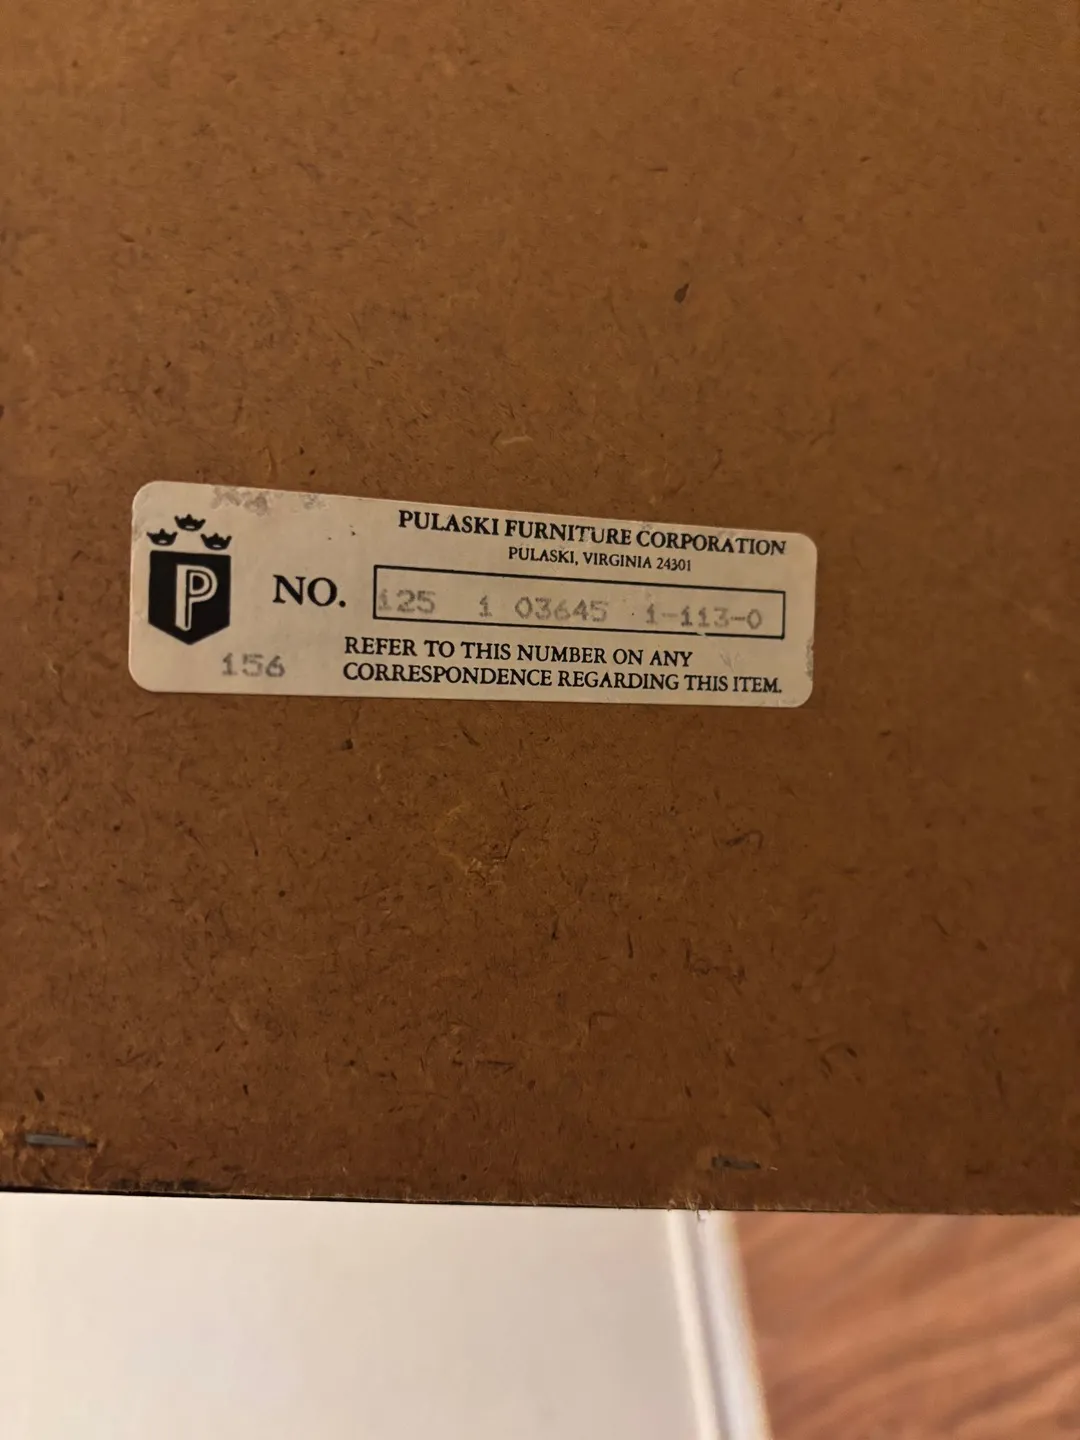 PULASKI FURNITURE CORPORATION
PULASKI, VIRGINIA 24301
P
NO. 125 1 03645 1-113-0
156
REFER TO THIS NUMBER ON ANY
CORRESPONDENCE REGARDING THIS ITEM.